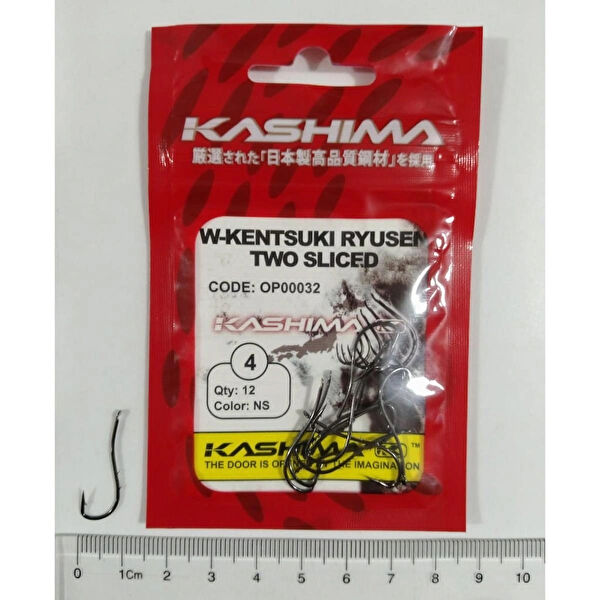 KASHIMA
厳選された「日本製高品質鋼材」を採用
W-KENTSUKI RYUSEN
TWO SLICED
CODE: OP00032
KASHIMA
4
Qty: 12
Color: NS
KASHIMA ™
THE DOOR IS THE IMAGINATION
0 1Cm 2 3 4 5 6 7 8 9 10